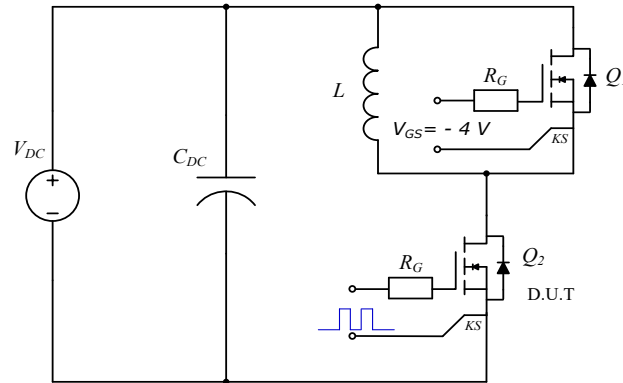 R_G
Q
L
V_GS = - 4 V
KS
V_DC
C_DC
Q_2
R_G
D.U.T
KS